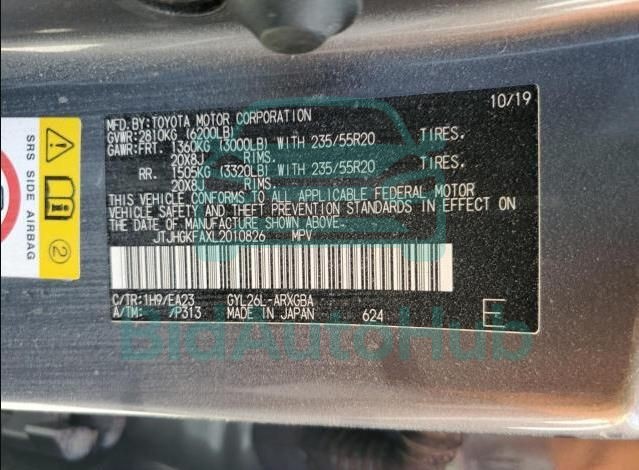 MFD. BY: TOYOTA MOTOR CORPORATION 10/19
GVWR: 2810KG (6200LB)
GAWR: FRT. 1360KG (3000LB) WITH 235/55R20 TIRES,
20X8J RIMS.
RR. 1505KG (3320LB) WITH 235/55R20 TIRES,
20X8J RIMS.
THIS VEHICLE CONFORMS TO ALL APPLICABLE FEDERAL MOTOR
VEHICLE SAFETY AND THEFT PREVENTION STANDARDS IN EFFECT ON
THE DATE OF MANUFACTURE SHOWN ABOVE.
JTJHGKFAXL2010826 MPV
C/TR: 1H9/EA23 GYL26L-ARXGBA
A/TM: /P313 MADE IN JAPAN 624 E
SRS SIDE AIRBAG
2
BidAutoHub